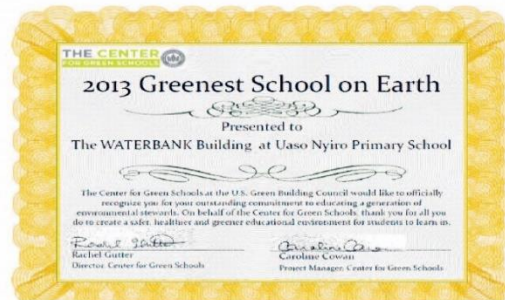 THE CENTER
FOR GREEN SCHOOLS
2013 Greenest School on Earth
Presented to
The WATERBANK Building at Uaso Nyiro Primary School
The Center for Green Schools at the U.S. Green Building Council would like to officially
recognize you for your outstanding commitment to educating a generation of
environmental stewards. On behalf of the Center for Green Schools, thank you for all you
do to create a safer, healthier and greener educational environment for students to learn in.
Rachel Gutter
Director, Center for Green Schools
Caroline Cowan
Project Manager, Center for Green Schools